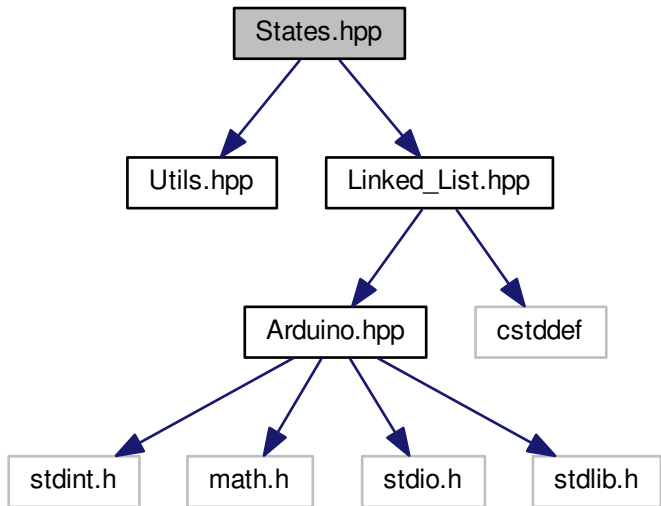 States.hpp
Utils.hpp
Linked_List.hpp
Arduino.hpp
cstddef
stdint.h
math.h
stdio.h
stdlib.h